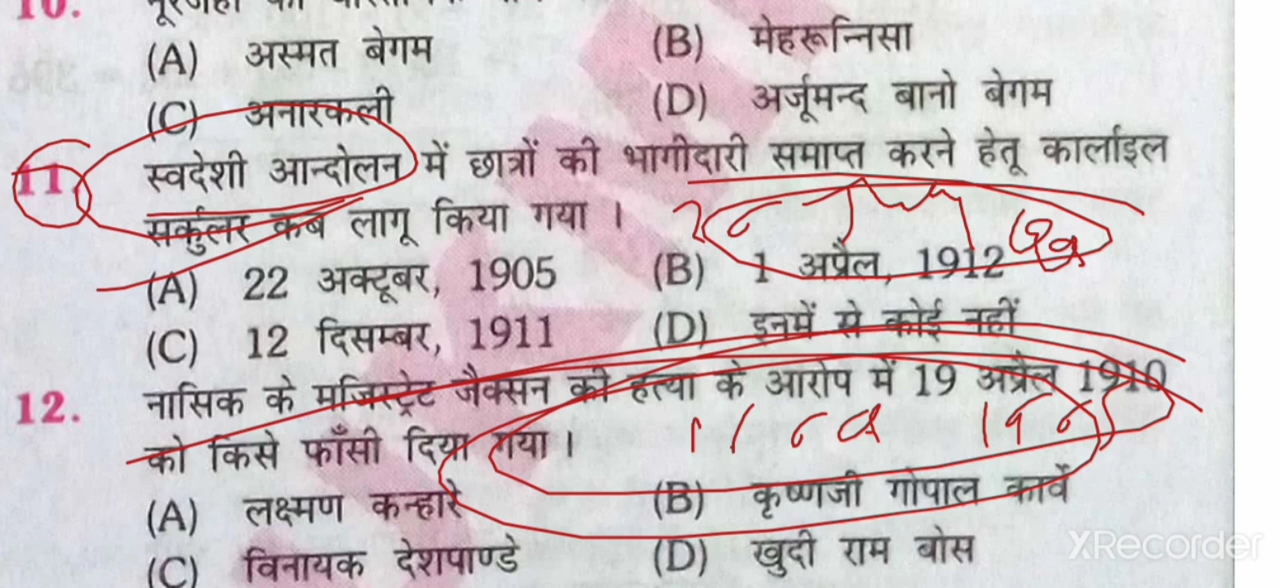 10.
(A) अस्मत बेगम (B) मेहरून्निसा
(C) अनारकली (D) अर्जूमन्द बानो बेगम
11. स्वदेशी आन्दोलन में छात्रों की भागीदारी समाप्त करने हेतू कार्लाइल
सर्कुलर कब लागू किया गया ।
(A) 22 अक्टूबर, 1905 (B) 1 अप्रैल, 1912
(C) 12 दिसम्बर, 1911 (D) इनमें से कोई नहीं
12. नासिक के मजिस्ट्रेट जैक्सन की हत्या के आरोप में 19 अप्रैल 1910
को किसे फाँसी दिया गया ।
(A) लक्ष्मण कन्हारे (B) कृष्णजी गोपाल कार्वे
(C) विनायक देशपाण्डे (D) खुदी राम बोस
XRecorder